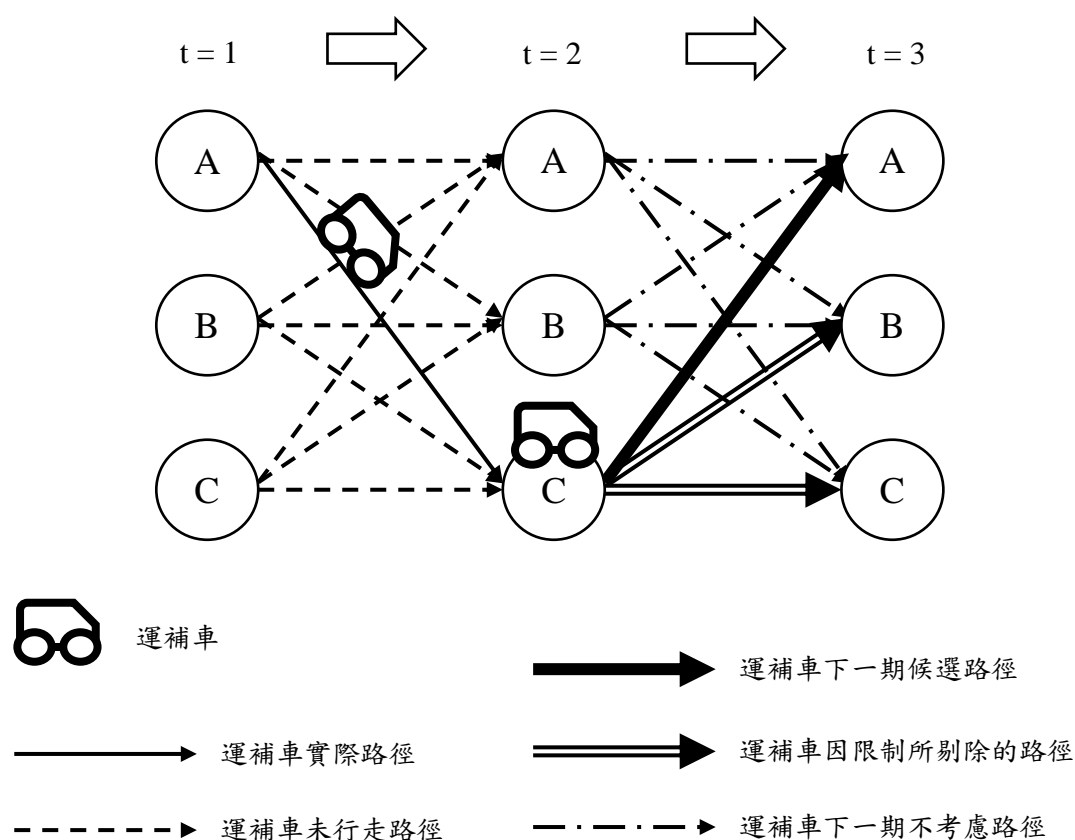 t = 1
t = 2
t = 3
A
A
A
B
B
B
C
C
C
運補車
運補車下一期候選路徑
運補車實際路徑
運補車因限制所剔除的路徑
運補車未行走路徑
運補車下一期不考慮路徑